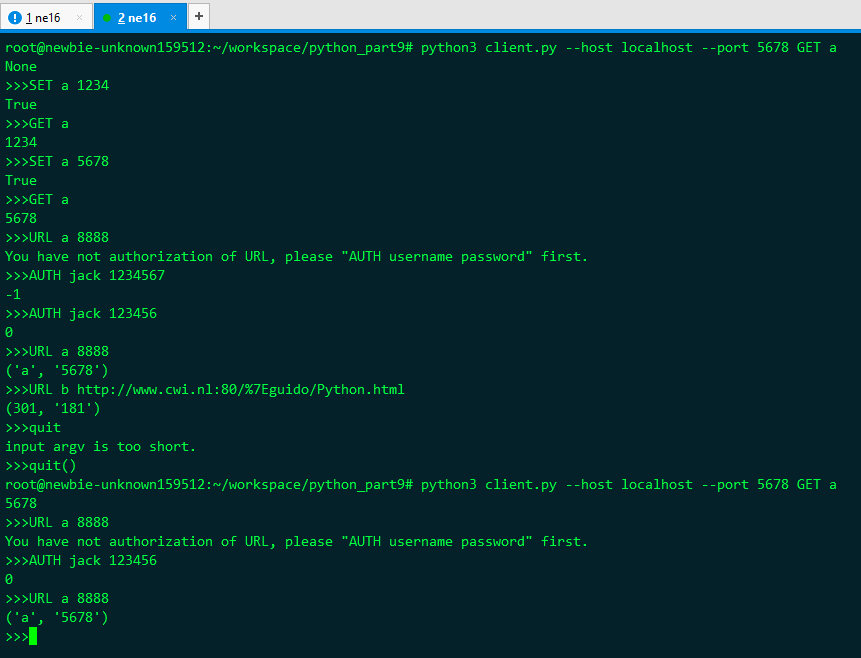 1 ne16 × 2 ne16 × +
root@newbie-unknown159512:~/workspace/python_part9# python3 client.py --host localhost --port 5678 GET a
None
>>>SET a 1234
True
>>>GET a
1234
>>>SET a 5678
True
>>>GET a
5678
>>>URL a 8888
You have not authorization of URL, please "AUTH username password" first.
>>>AUTH jack 1234567
-1
>>>AUTH jack 123456
0
>>>URL a 8888
('a', '5678')
>>>URL b http://www.cwi.nl:80/%7Eguido/Python.html
(301, '181')
>>>quit
input argv is too short.
>>>quit()
root@newbie-unknown159512:~/workspace/python_part9# python3 client.py --host localhost --port 5678 GET a
5678
>>>URL a 8888
You have not authorization of URL, please "AUTH username password" first.
>>>AUTH jack 123456
0
>>>URL a 8888
('a', '5678')
>>>